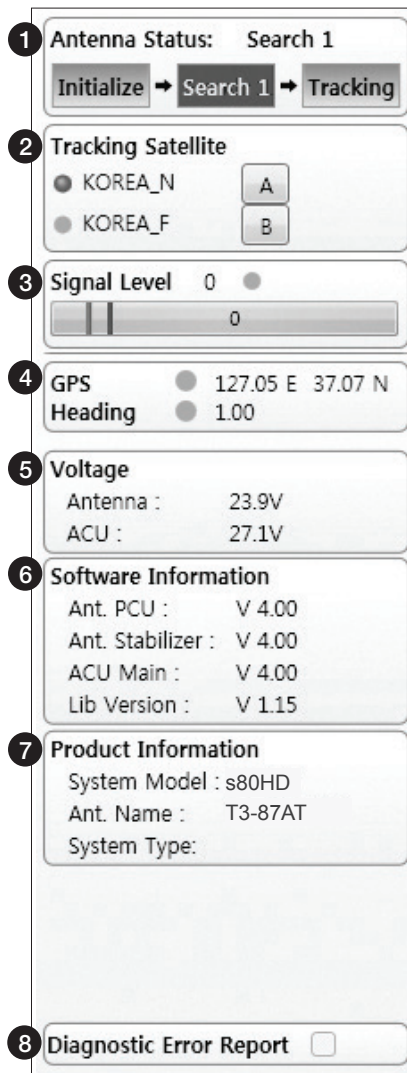 1 Antenna Status: Search 1
Initialize → Search 1 → Tracking
2 Tracking Satellite
KOREA_N A
KOREA_F B
3 Signal Level 0
0
4 GPS 127.05 E 37.07 N
Heading 1.00
5 Voltage
Antenna : 23.9V
ACU : 27.1V
6 Software Information
Ant. PCU : V 4.00
Ant. Stabilizer : V 4.00
ACU Main : V 4.00
Lib Version : V 1.15
7 Product Information
System Model : s80HD
Ant. Name : T3-87AT
System Type:
8 Diagnostic Error Report